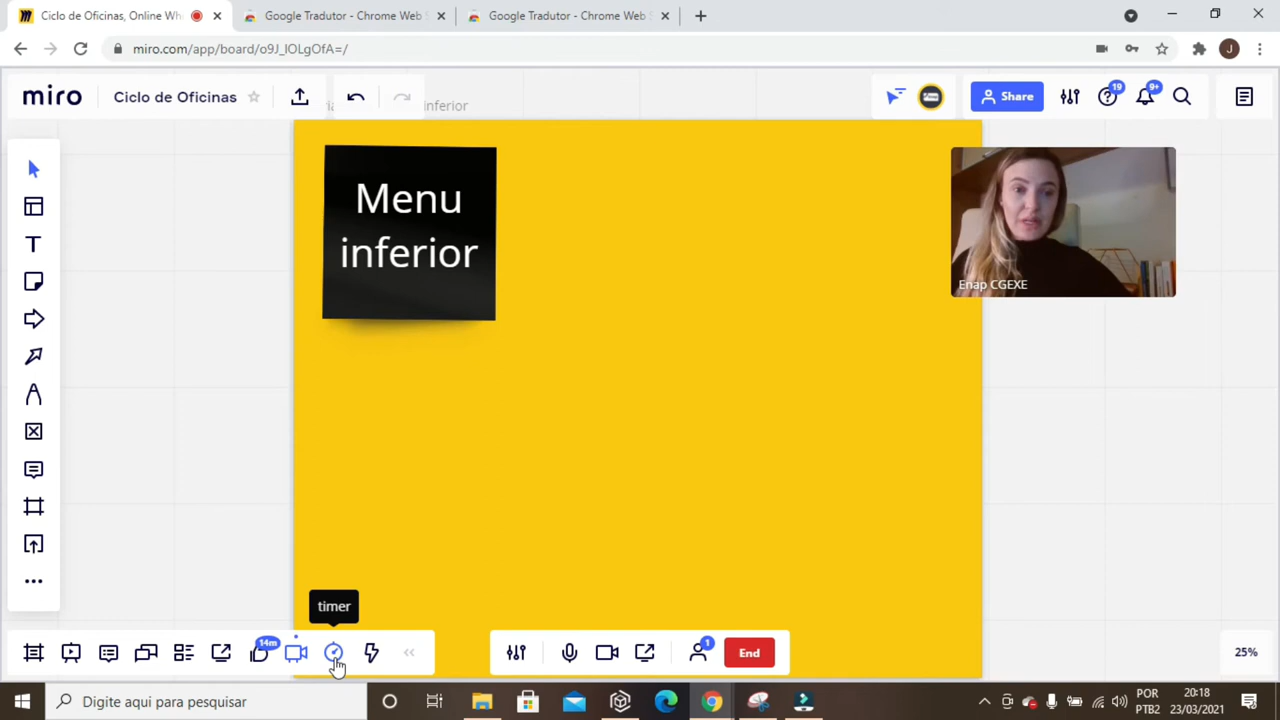 Ciclo de Oficinas, Online Wh
Google Tradutor - Chrome Web S
Google Tradutor - Chrome Web S
miro.com/app/board/o9J_lOLgOfA=/
J
miro
Ciclo de Oficinas
inferior
Share
19
9+
Menu
inferior
Enap CGEXE
timer
14m
1
End
25%
Digite aqui para pesquisar
POR
PTB2
20:18
23/03/2021